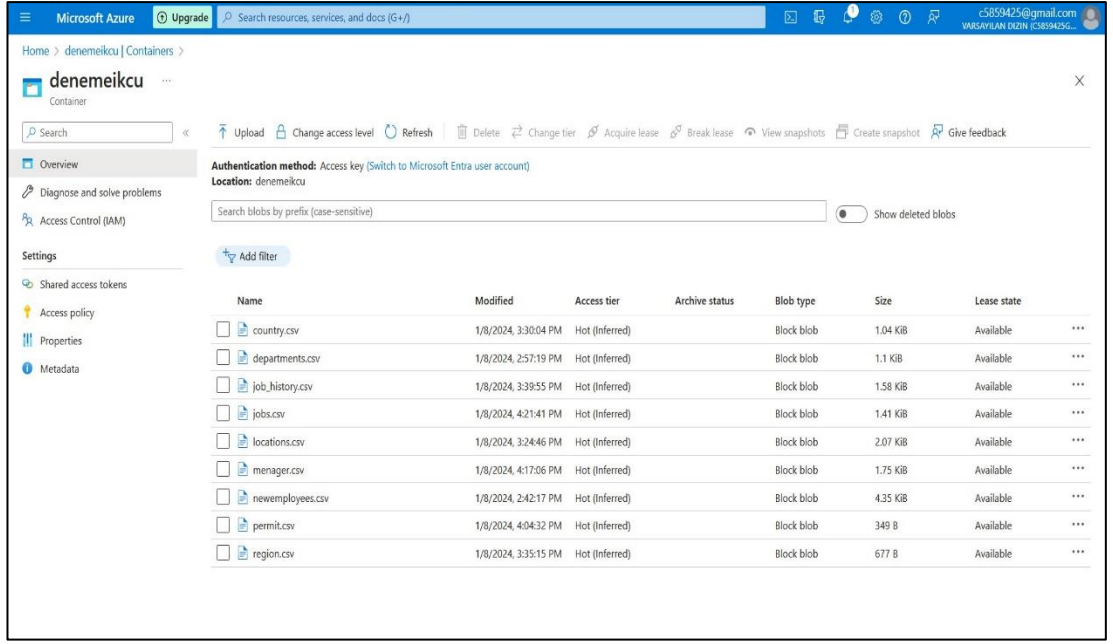 Microsoft Azure
Upgrade
Search resources, services, and docs (G+/)
1
c5859425@gmail.com
VARSAYILAN DIZIN (C5859425G...
Home > denemeikcu | Containers >
denemeikcu ...
Container
Search
«
Upload Change access level Refresh Delete Change tier Acquire lease Break lease View snapshots Create snapshot Give feedback
Overview
Diagnose and solve problems
Access Control (IAM)
Settings
Shared access tokens
Access policy
Properties
Metadata
Authentication method: Access key (Switch to Microsoft Entra user account)
Location: denemeikcu
Search blobs by prefix (case-sensitive)
Show deleted blobs
Add filter
Name Modified Access tier Archive status Blob type Size Lease state
country.csv 1/8/2024, 3:30:04 PM Hot (Inferred) Block blob 1.04 KiB Available ...
departments.csv 1/8/2024, 2:57:19 PM Hot (Inferred) Block blob 1.1 KiB Available ...
job_history.csv 1/8/2024, 3:39:55 PM Hot (Inferred) Block blob 1.58 KiB Available ...
jobs.csv 1/8/2024, 4:21:41 PM Hot (Inferred) Block blob 1.41 KiB Available ...
locations.csv 1/8/2024, 3:24:46 PM Hot (Inferred) Block blob 2.07 KiB Available ...
menager.csv 1/8/2024, 4:17:06 PM Hot (Inferred) Block blob 1.75 KiB Available ...
newemployees.csv 1/8/2024, 2:42:17 PM Hot (Inferred) Block blob 4.35 KiB Available ...
permit.csv 1/8/2024, 4:04:32 PM Hot (Inferred) Block blob 349 B Available ...
region.csv 1/8/2024, 3:35:15 PM Hot (Inferred) Block blob 677 B Available ...